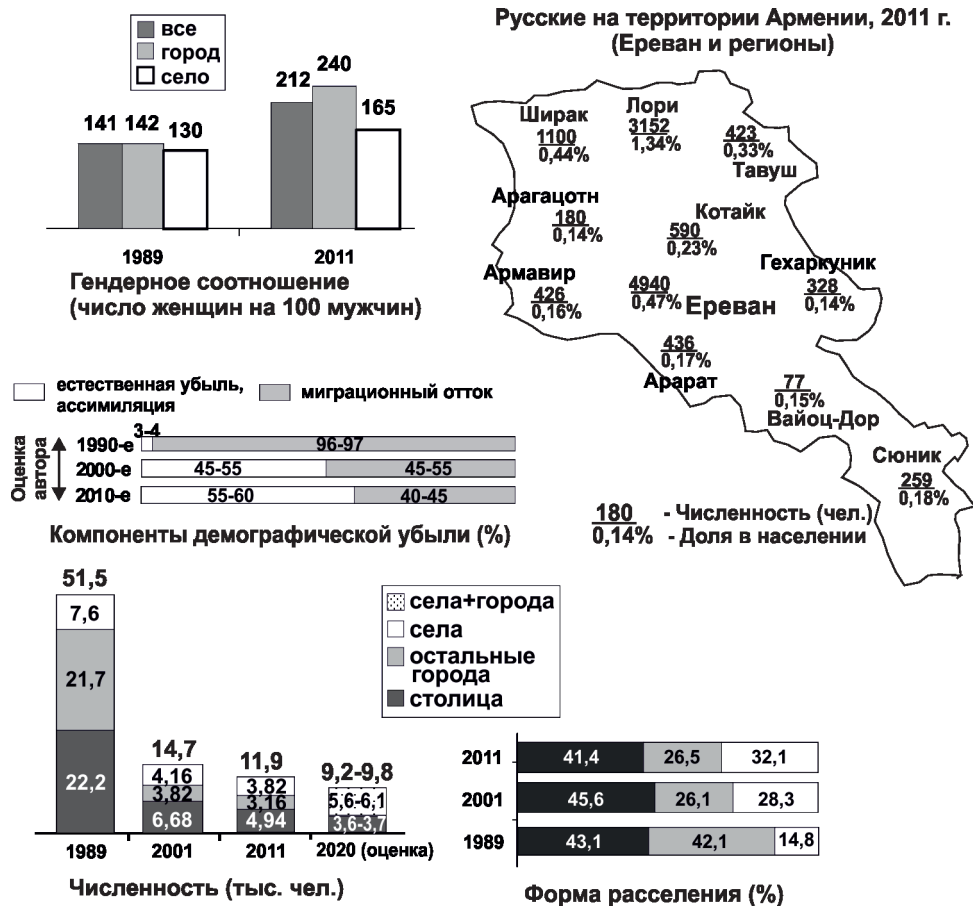 все
город
село
141 142 130
212 240 165
1989 2011
Гендерное соотношение
(число женщин на 100 мужчин)
Русские на территории Армении, 2011 г.
(Ереван и регионы)
Ширак
1100
0,44%
Лори
3152
1,34%
423
0,33%
Тавуш
Арагацотн
180
0,14%
Котайк
590
0,23%
Гехаркуник
328
0,14%
Армавир
426
0,16%
4940
0,47%
Ереван
436
0,17%
Арарат
77
0,15%
Вайоц-Дор
Сюник
259
0,18%
180 - Численность (чел.)
0,14% - Доля в населении
естественная убыль,
ассимиляция
миграционный отток
Оценка
автора
3-4
1990-е 96-97
2000-е 45-55 45-55
2010-е 55-60 40-45
Компоненты демографической убыли (%)
51,5
7,6
21,7
22,2
14,7
4,16
3,82
6,68
11,9
3,82
3,16
4,94
9,2-9,8
5,6-6,1
3,6-3,7
1989 2001 2011 2020 (оценка)
Численность (тыс. чел.)
села+города
села
остальные
города
столица
2011 41,4 26,5 32,1
2001 45,6 26,1 28,3
1989 43,1 42,1 14,8
Форма расселения (%)